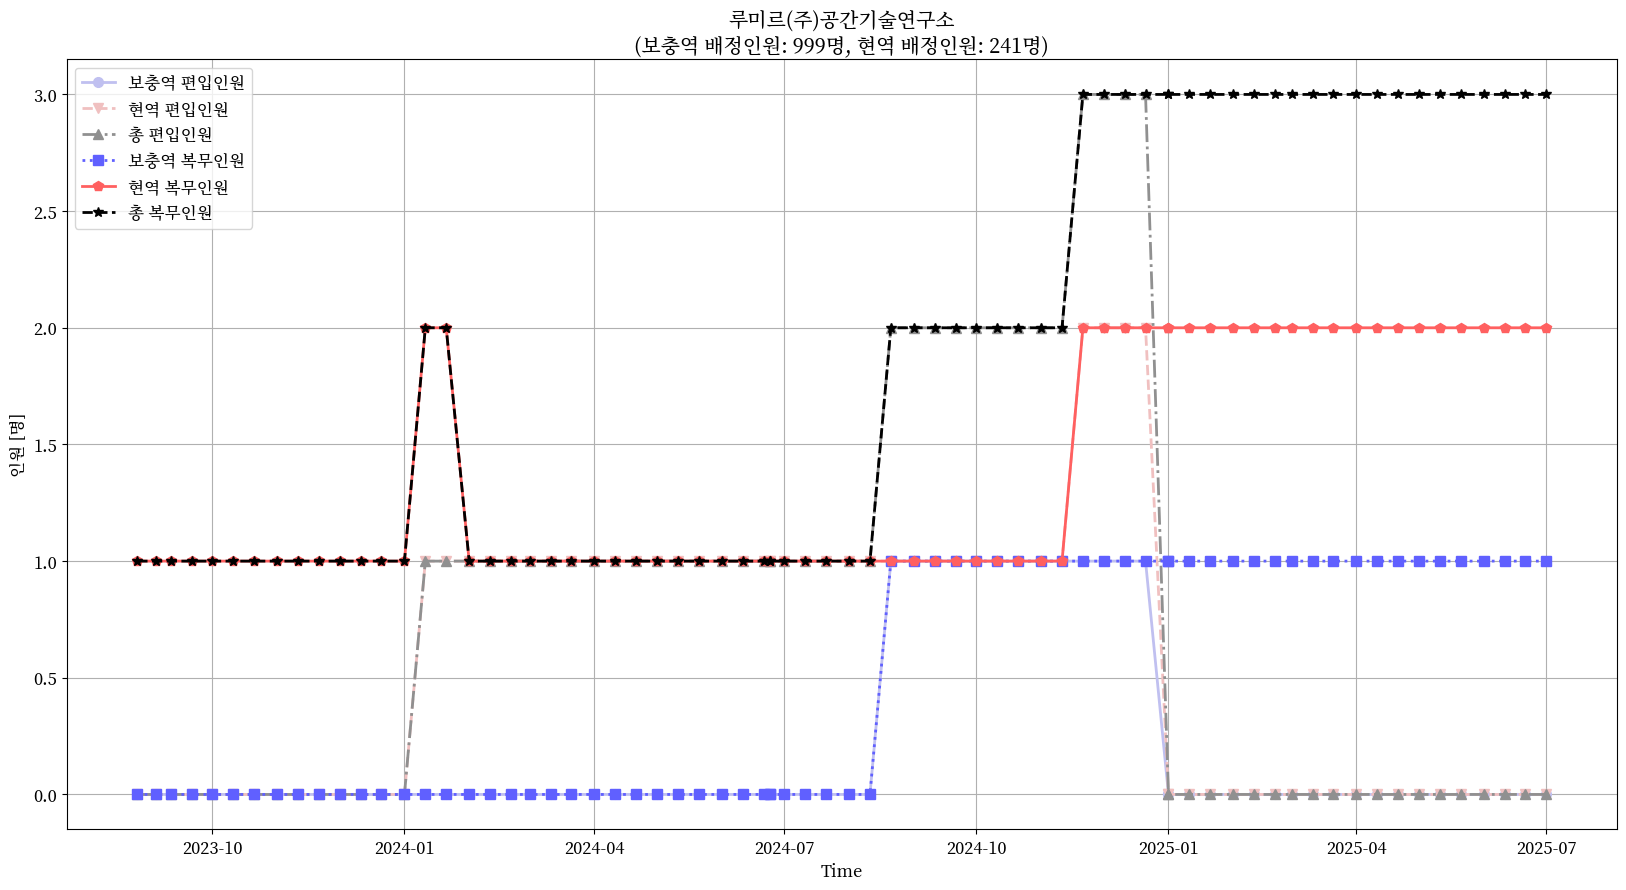 루미르(주)공간기술연구소
(보충역 배정인원: 999명, 현역 배정인원: 241명)
보충역 편입인원
현역 편입인원
총 편입인원
보충역 복무인원
현역 복무인원
총 복무인원
3.0
2.5
2.0
1.5
1.0
0.5
0.0
인원 [명]
2023-10
2024-01
2024-04
2024-07
2024-10
2025-01
2025-04
2025-07
Time